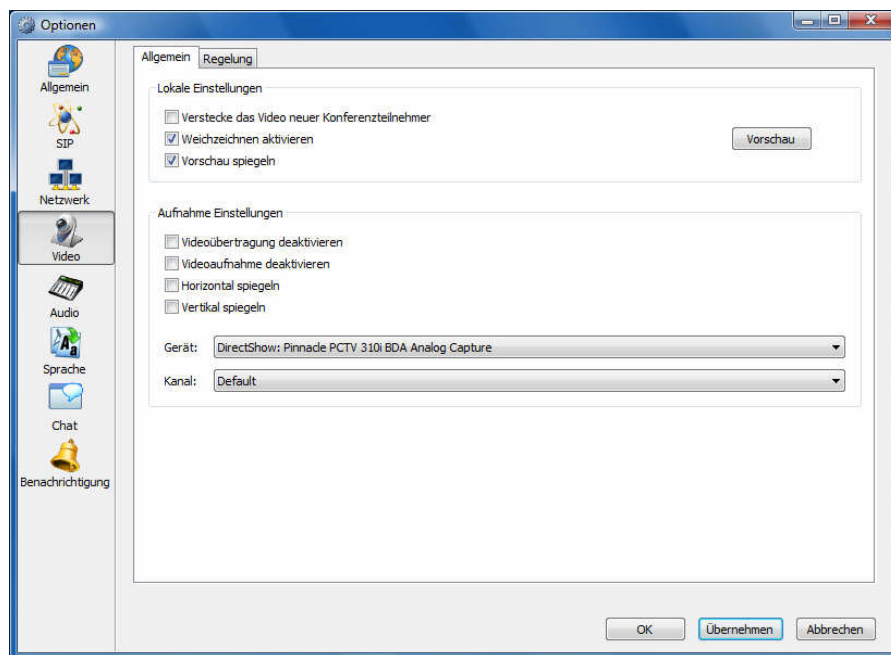 Optionen
Allgemein
SIP
Netzwerk
Video
Audio
Sprache
Chat
Benachrichtigung
Allgemein
Regelung
Lokale Einstellungen
Verstecke das Video neuer Konferenzteilnehmer
Weichzeichnen aktivieren
Vorschau
Vorschau spiegeln
Aufnahme Einstellungen
Videoübertragung deaktivieren
Videoaufnahme deaktivieren
Horizontal spiegeln
Vertikal spiegeln
Gerät: DirectShow: Pinnacle PCTV 310i BDA Analog Capture
Kanal: Default
OK
Übernehmen
Abbrechen